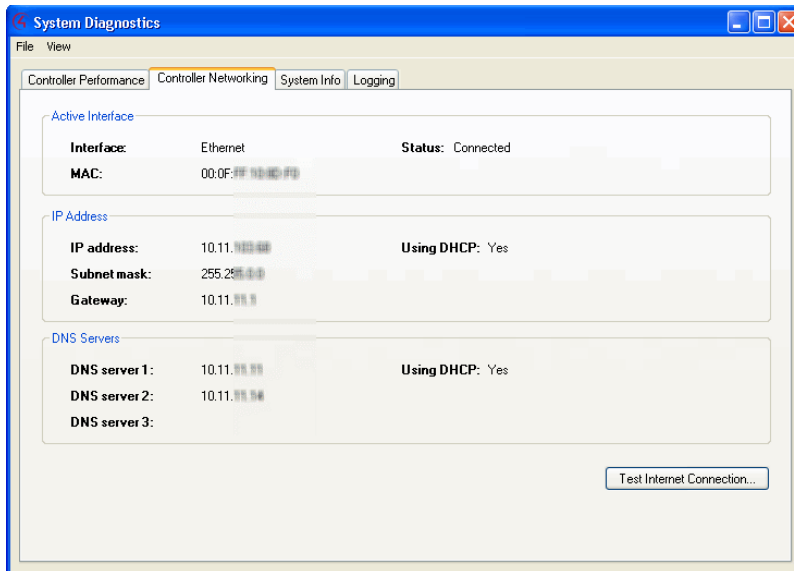 System Diagnostics
File View
Controller Performance Controller Networking System Info Logging
Active Interface
Interface: Ethernet Status: Connected
MAC: 00:0F:
IP Address
IP address: 10.11. Using DHCP: Yes
Subnet mask: 255.25
Gateway: 10.11.
DNS Servers
DNS server 1: 10.11. Using DHCP: Yes
DNS server 2: 10.11.
DNS server 3:
Test Internet Connection...